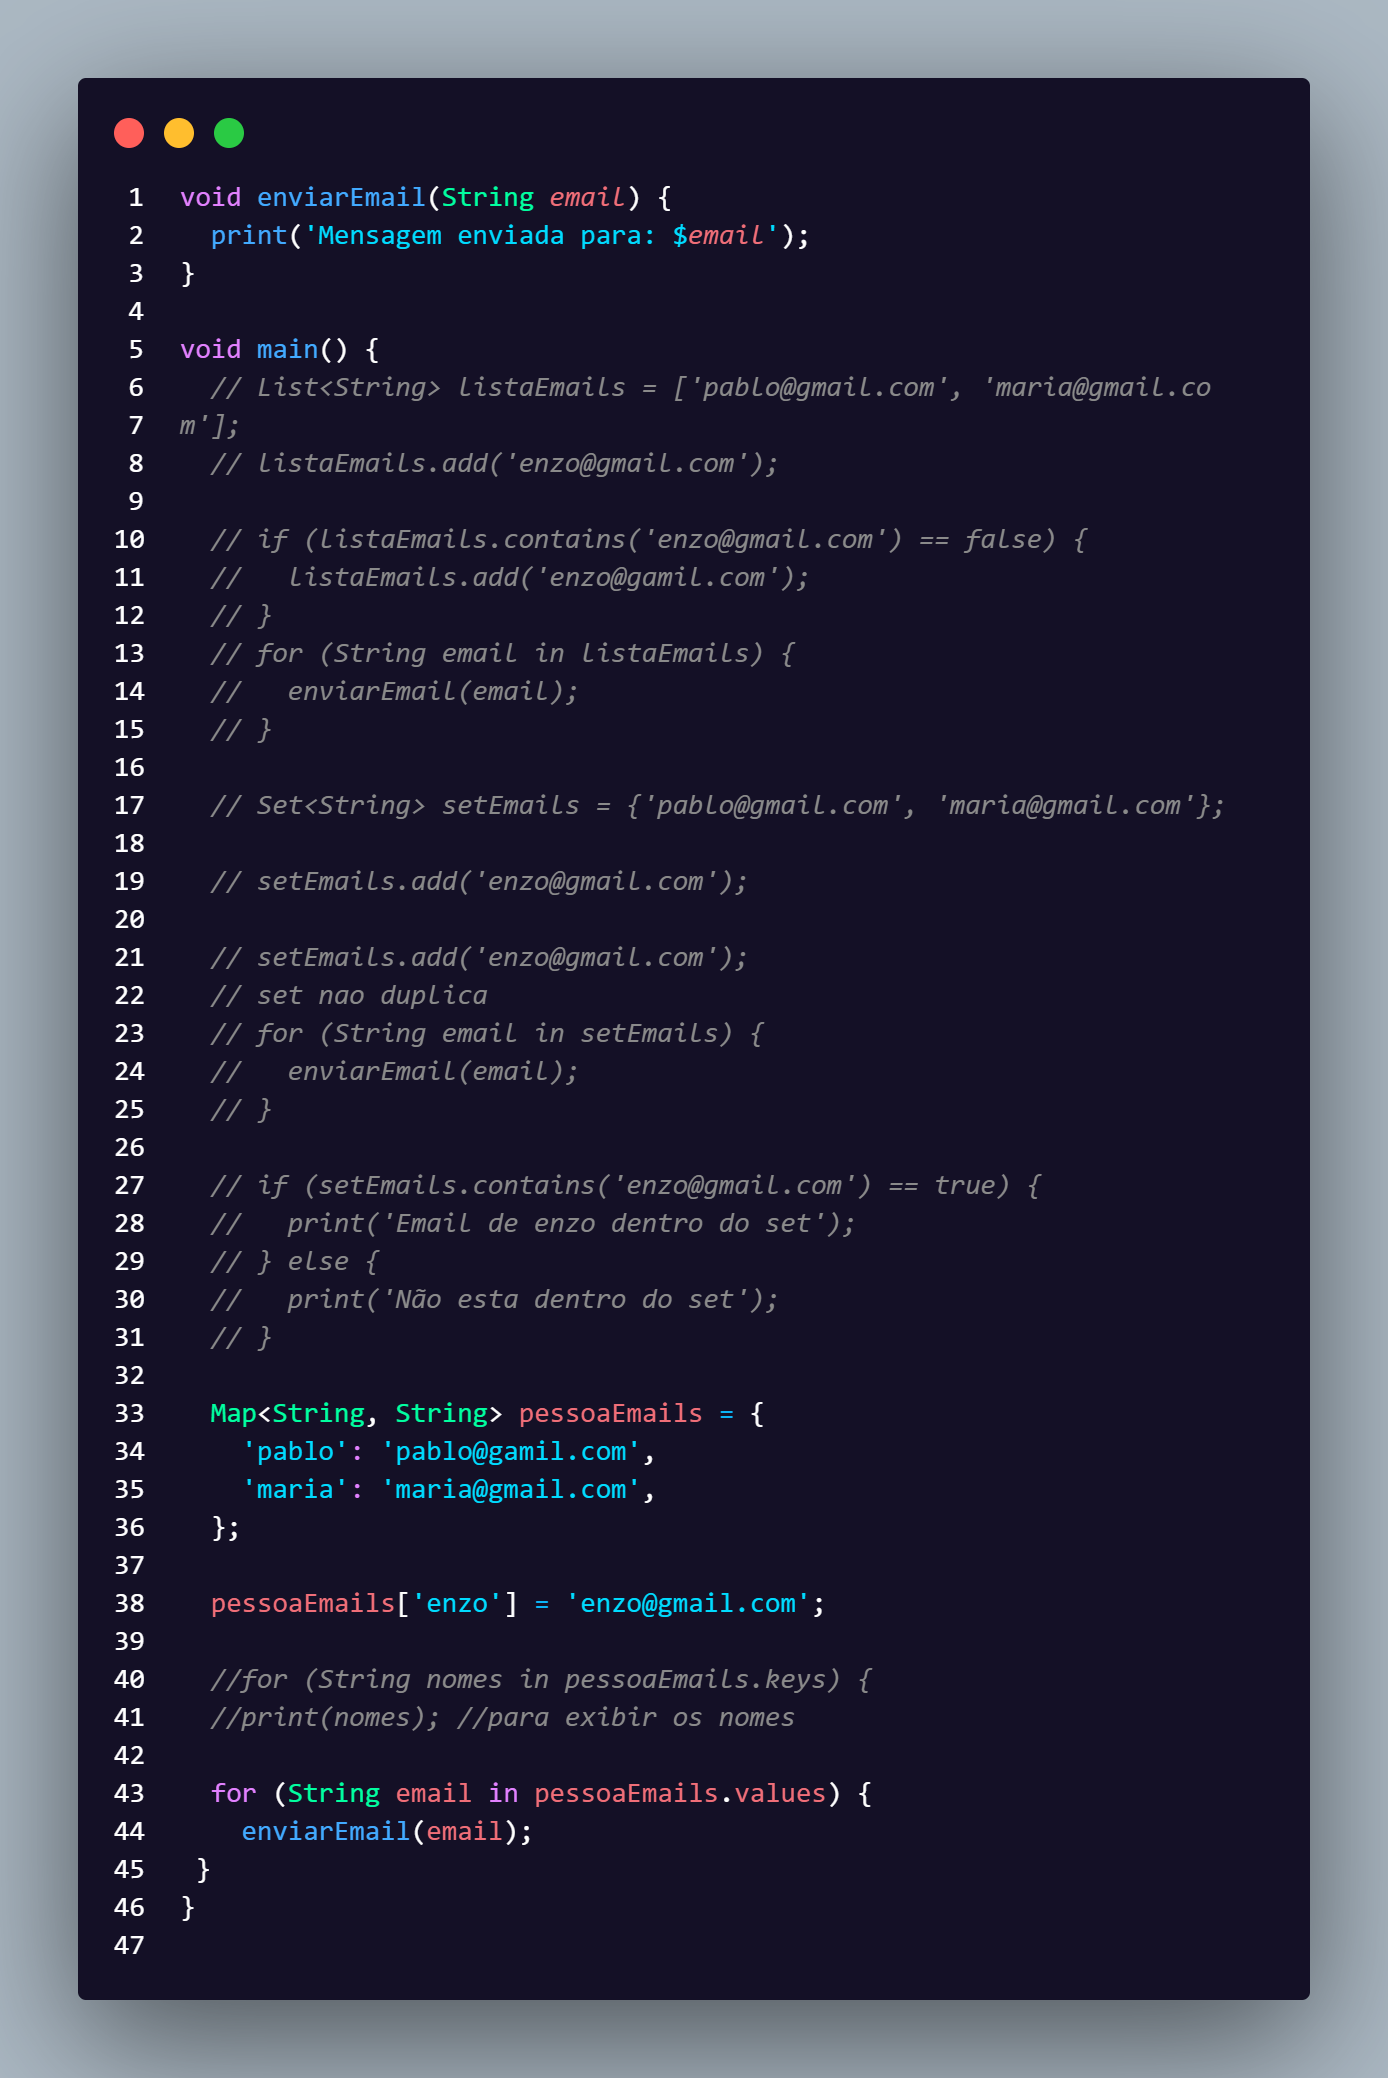 1 void enviarEmail(String email) {
2   print('Mensagem enviada para: $email');
3 }
4
5 void main() {
6   // List<String> listaEmails = ['pablo@gmail.com', 'maria@gmail.co
7 m'];
8   // listaEmails.add('enzo@gmail.com');
9
10   // if (listaEmails.contains('enzo@gmail.com') == false) {
11   //   listaEmails.add('enzo@gamil.com');
12   // }
13   // for (String email in listaEmails) {
14   //   enviarEmail(email);
15   // }
16
17   // Set<String> setEmails = {'pablo@gmail.com', 'maria@gmail.com'};
18
19   // setEmails.add('enzo@gmail.com');
20
21   // setEmails.add('enzo@gmail.com');
22   // set nao duplica
23   // for (String email in setEmails) {
24   //   enviarEmail(email);
25   // }
26
27   // if (setEmails.contains('enzo@gmail.com') == true) {
28   //   print('Email de enzo dentro do set');
29   // } else {
30   //   print('Não esta dentro do set');
31   // }
32
33   Map<String, String> pessoaEmails = {
34     'pablo': 'pablo@gamil.com',
35     'maria': 'maria@gmail.com',
36   };
37
38   pessoaEmails['enzo'] = 'enzo@gmail.com';
39
40   //for (String nomes in pessoaEmails.keys) {
41   //print(nomes); //para exibir os nomes
42
43   for (String email in pessoaEmails.values) {
44     enviarEmail(email);
45  }
46 }
47